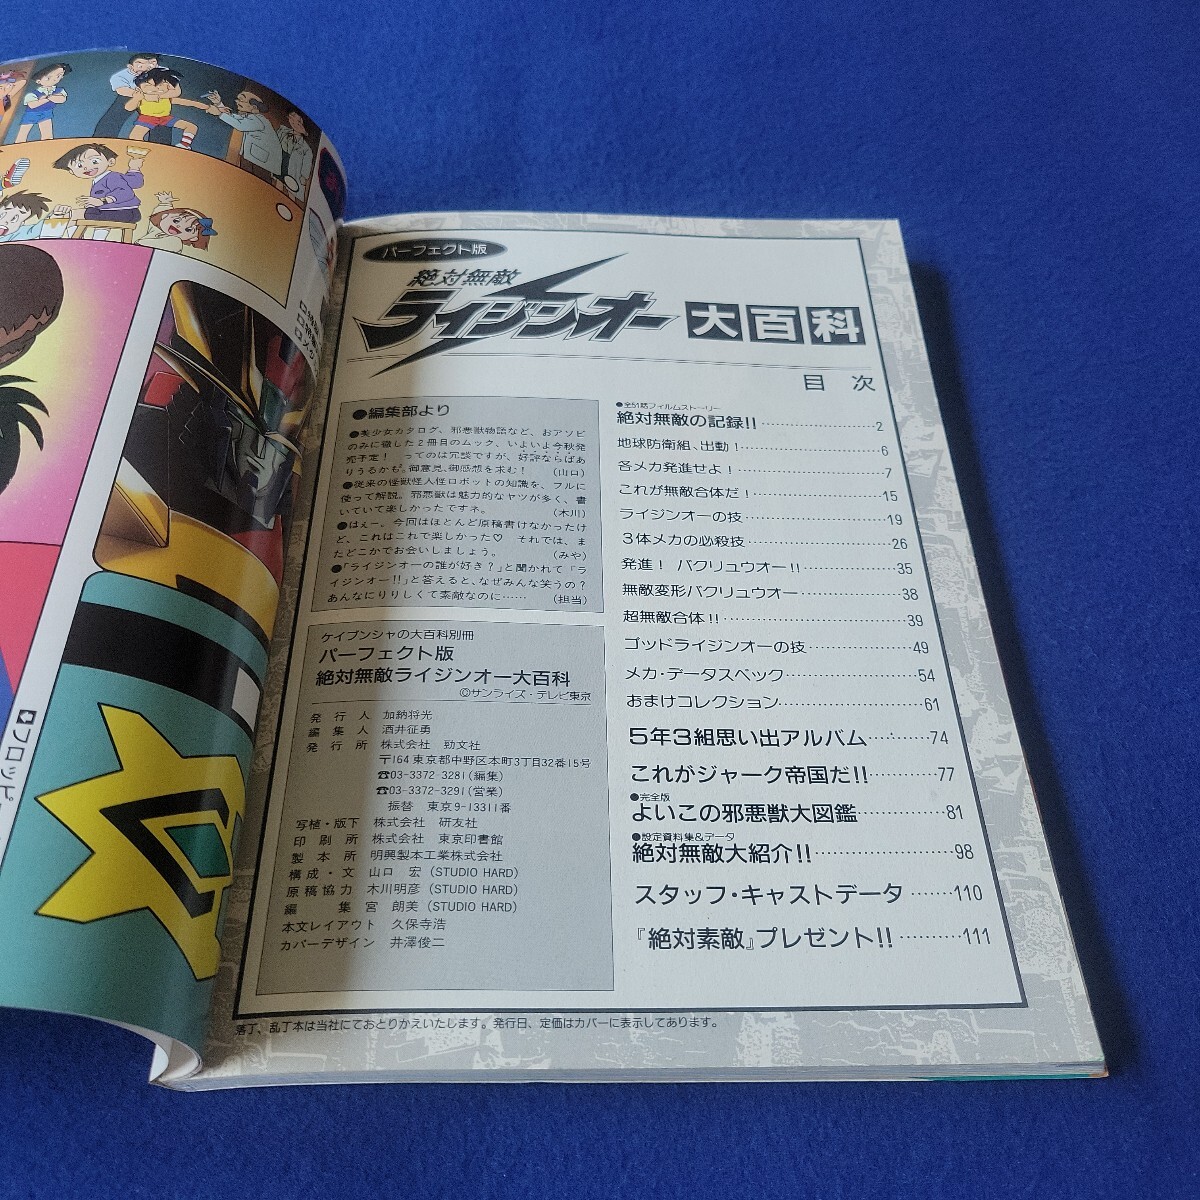 パーフェクト版
絶対無敵
ライジンオー 大百科
目 次
●編集部より
●美少女カタログ、邪悪獣物語など、おアソビ
のみに徹した2冊目のムック、いよいよ今秋発
売予定！ ってのは冗談ですが、好評ならばあ
りうるかも。御意見、御感想を求む！ （山口）
●従来の怪獣怪人怪ロボットの知識を、フルに
使って解説。邪悪獣は魅力的なヤツが多く、書
いていて楽しかったですネ。 （木川）
●はぇー。今回はほとんど原稿書けなかったけ
ど、これはこれで楽しかった♡ それでは、ま
たどこかでお会いしましょう。 （みや）
●「ライジンオーの誰が好き？」と聞かれて『ラ
イジンオー!!』と答えると、なぜみんな笑うの？
あんなにりりしくて素敵なのに…… （担当）
ケイブンシャの大百科別冊
パーフェクト版
絶対無敵ライジンオー大百科
©サンライズ・テレビ東京
発 行 人 加納将光
編 集 人 酒井征勇
発 行 所 株式会社 勁文社
〒164 東京都中野区本町3丁目32番15号
☎03-3372-3281(編集)
☎03-3372-3291(営業)
振替 東京9-13311番
写植・版下 株式会社 研友社
印 刷 所 株式会社 東京印書館
製 本 所 明興製本工業株式会社
構成・文 山口 宏(STUDIO HARD)
原稿協力 木川明彦(STUDIO HARD)
編 集 宮 朗美(STUDIO HARD)
本文レイアウト 久保寺浩
カバーデザイン 井澤俊二
●全51話フィルムストーリー
絶対無敵の記録!!……………2
地球防衛組、出動！……………6
各メカ発進せよ！……………7
これが無敵合体だ！……………15
ライジンオーの技……………19
3体メカの必殺技……………26
発進！ バクリュウオー!!……………35
無敵変形バクリュウオー……………38
超無敵合体!!……………39
ゴッドライジンオーの技……………49
メカ・データスペック……………54
おまけコレクション……………61
5年3組思い出アルバム………74
これがジャーク帝国だ!!………77
●完全版
よいこの邪悪獣大図鑑………81
●設定資料集&データ
絶対無敵大紹介!!……………98
スタッフ・キャストデータ……110
『絶対素敵』プレゼント!!………111
落丁、乱丁本は当社にておとりかえいたします。発行日、定価はカバーに表示してあります。